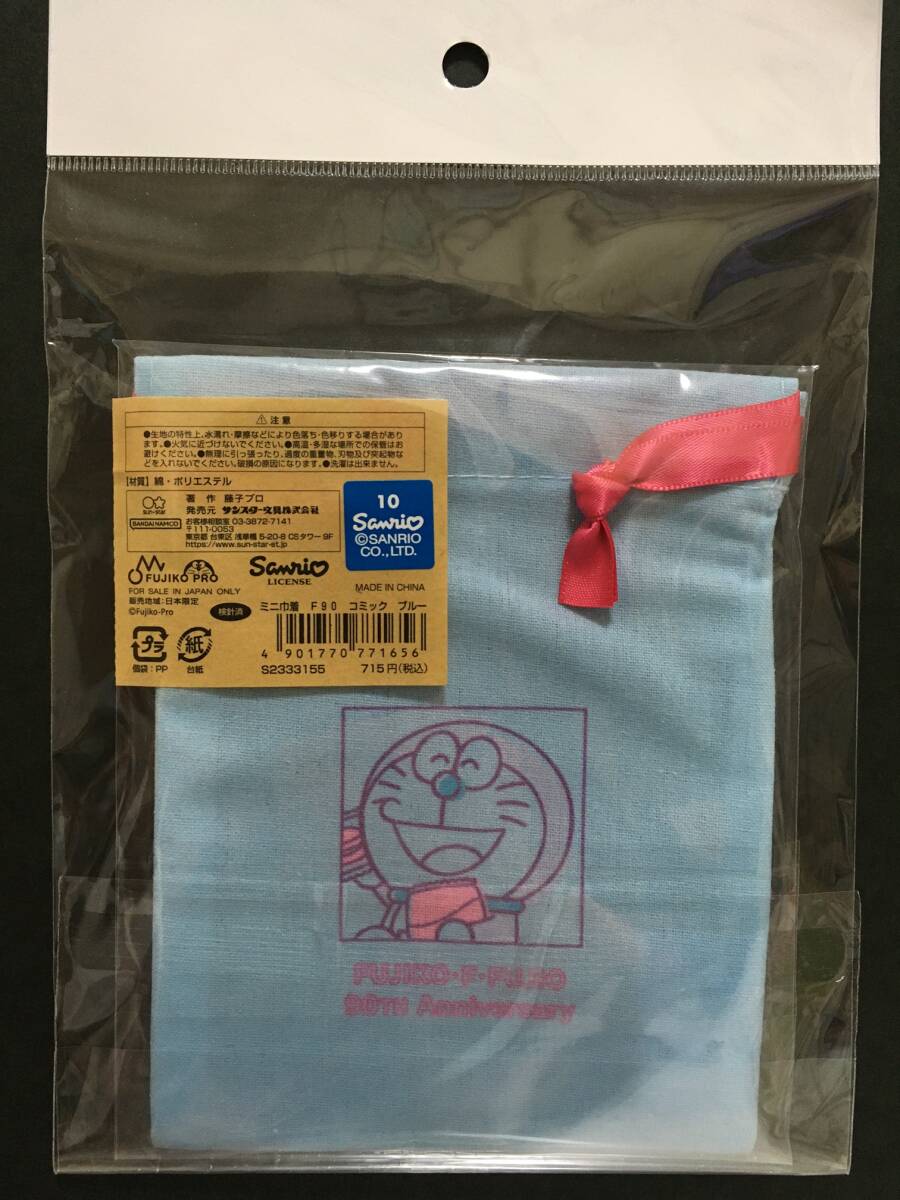 ⚠注意
●生地の特性上、水濡れ・摩擦などにより色落ち・色移りする場合があり
ます。●火気に近づけないでください。●高温・多湿な場所での保管はお
避けください。●無理に引っ張ったり、過度の重量物、刃物及び突起物な
どを入れないでください。破損の原因になります。●洗濯は出来ません。
【材質】 綿・ポリエステル
sun-star
BANDAI NAMCO
著 作 藤子プロ
発売元 サンスター文具株式会社
お客様相談室 03-3872-7141
〒111-0053
東京都 台東区 浅草橋 5-20-8 CSタワー 9F
https://www.sun-star-st.jp
10
Sanrio
©SANRIO
CO.,LTD.
FUJIKO PRO
Sanrio
LICENSE
FOR SALE IN JAPAN ONLY
販売地域:日本限定
©Fujiko-Pro
検針済
MADE IN CHINA
ミニ巾着 F90 コミック ブルー
4 901770 771656
プラ
個袋:PP
紙
台紙
S2333155 715円(税込)
FUJIKO・F・FUJIO
90TH Anniversary